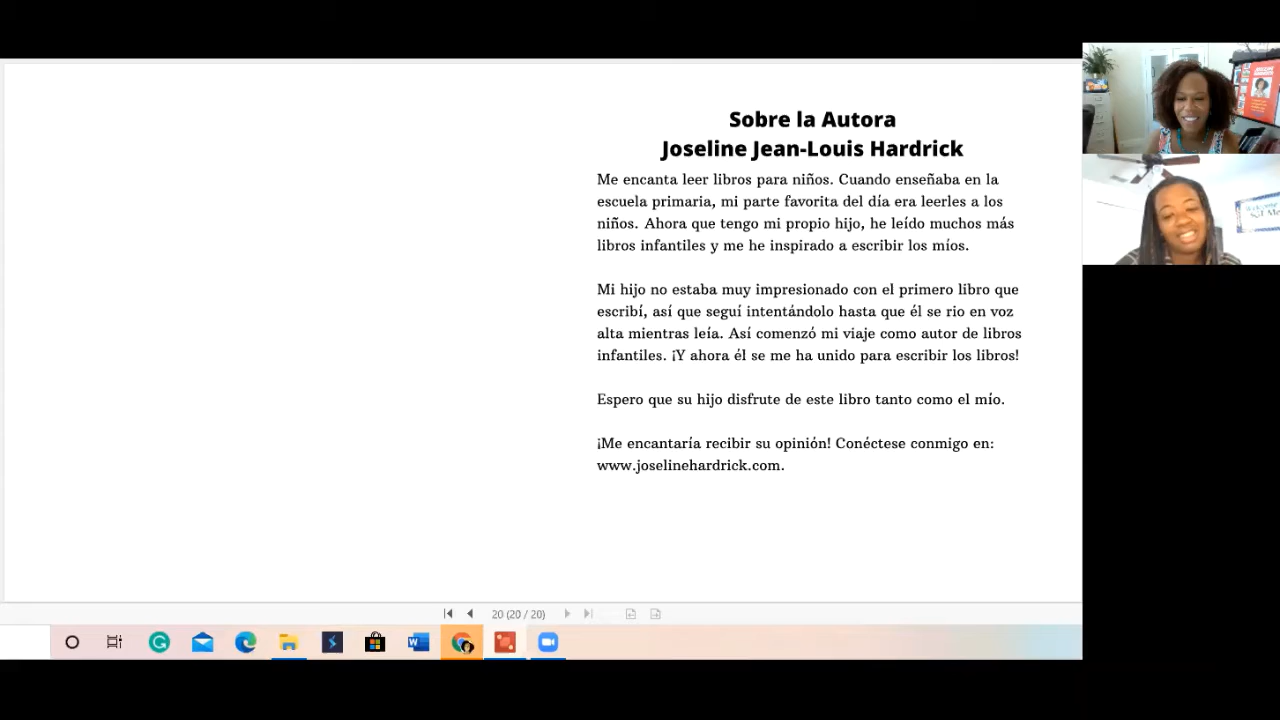 Sobre la Autora
Joseline Jean-Louis Hardrick
Me encanta leer libros para niños. Cuando enseñaba en la
escuela primaria, mi parte favorita del día era leerles a los
niños. Ahora que tengo mi propio hijo, he leído muchos más
libros infantiles y me he inspirado a escribir los míos.
Mi hijo no estaba muy impresionado con el primero libro que
escribí, así que seguí intentándolo hasta que él se rio en voz
alta mientras leía. Así comenzó mi viaje como autor de libros
infantiles. ¡Y ahora él se me ha unido para escribir los libros!
Espero que su hijo disfrute de este libro tanto como el mío.
¡Me encantaría recibir su opinión! Conéctese conmigo en:
www.joselinehardrick.com.
20 (20 / 20)